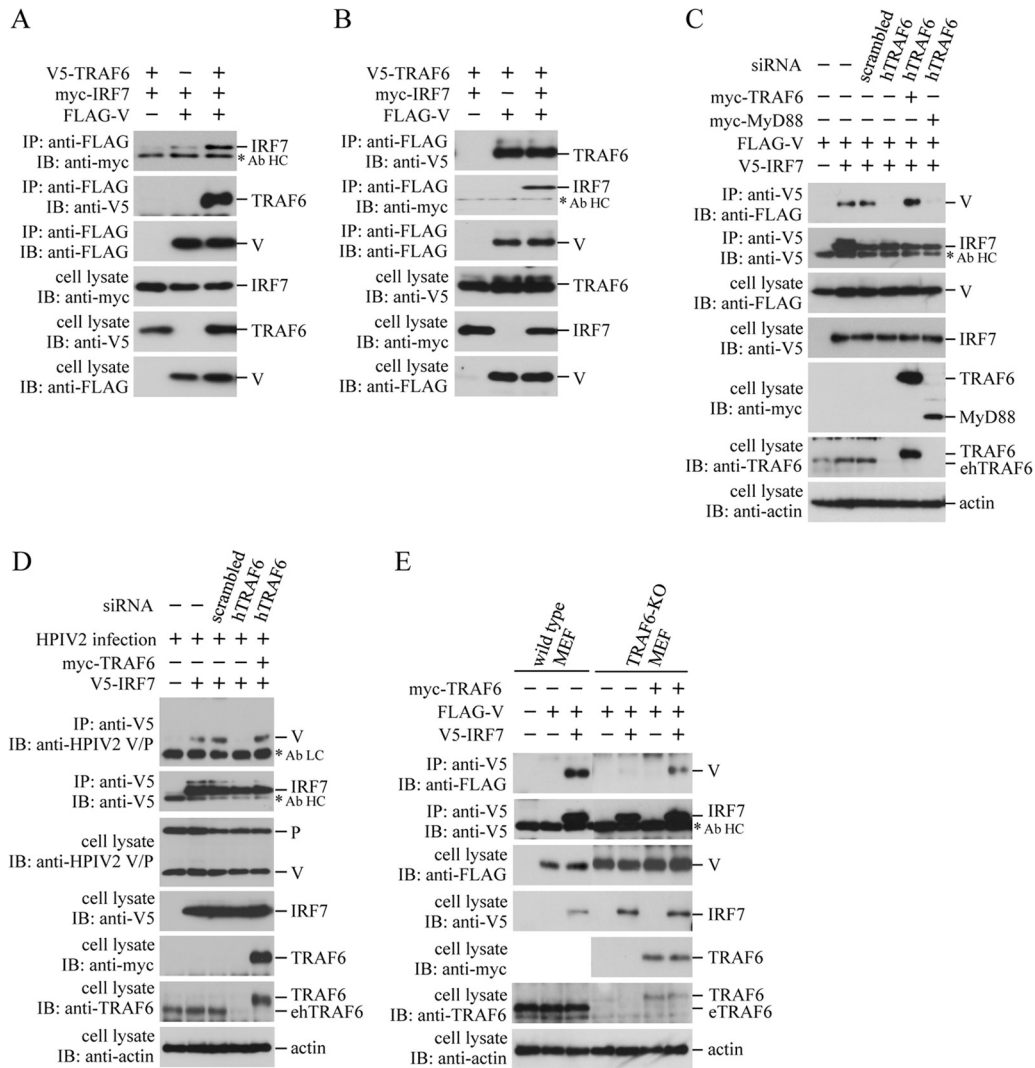 A
V5-TRAF6 + − +
myc-IRF7 + + +
FLAG-V − + +
IP: anti-FLAG
IB: anti-myc
IRF7
* Ab HC
IP: anti-FLAG
IB: anti-V5
TRAF6
IP: anti-FLAG
IB: anti-FLAG
V
cell lysate
IB: anti-myc
IRF7
cell lysate
IB: anti-V5
TRAF6
cell lysate
IB: anti-FLAG
V
B
V5-TRAF6 + + +
myc-IRF7 + − +
FLAG-V − + +
IP: anti-FLAG
IB: anti-V5
TRAF6
IP: anti-FLAG
IB: anti-myc
IRF7
* Ab HC
IP: anti-FLAG
IB: anti-FLAG
V
cell lysate
IB: anti-V5
TRAF6
cell lysate
IB: anti-myc
IRF7
cell lysate
IB: anti-FLAG
V
C
siRNA − − scrambled hTRAF6 hTRAF6 hTRAF6
myc-TRAF6 − − − − + −
myc-MyD88 − − − − − +
FLAG-V + + + + + +
V5-IRF7 − + + + + +
IP: anti-V5
IB: anti-FLAG
V
IP: anti-V5
IB: anti-V5
IRF7
* Ab HC
cell lysate
IB: anti-FLAG
V
cell lysate
IB: anti-V5
IRF7
cell lysate
IB: anti-myc
TRAF6
MyD88
cell lysate
IB: anti-TRAF6
TRAF6
ehTRAF6
cell lysate
IB: anti-actin
actin
D
siRNA − − scrambled hTRAF6 hTRAF6
HPIV2 infection + + + + +
myc-TRAF6 − − − − +
V5-IRF7 − + + + +
IP: anti-V5
IB: anti-HPIV2 V/P
V
* Ab LC
IP: anti-V5
IB: anti-V5
IRF7
* Ab HC
cell lysate
IB: anti-HPIV2 V/P
P
V
cell lysate
IB: anti-V5
IRF7
cell lysate
IB: anti-myc
TRAF6
cell lysate
IB: anti-TRAF6
TRAF6
ehTRAF6
cell lysate
IB: anti-actin
actin
E
wild type
MEF
TRAF6-KO
MEF
myc-TRAF6 − − − − − + +
FLAG-V − + + + + + +
V5-IRF7 − − + − + − +
IP: anti-V5
IB: anti-FLAG
V
IP: anti-V5
IB: anti-V5
IRF7
* Ab HC
cell lysate
IB: anti-FLAG
V
cell lysate
IB: anti-V5
IRF7
cell lysate
IB: anti-myc
TRAF6
cell lysate
IB: anti-TRAF6
TRAF6
eTRAF6
cell lysate
IB: anti-actin
actin